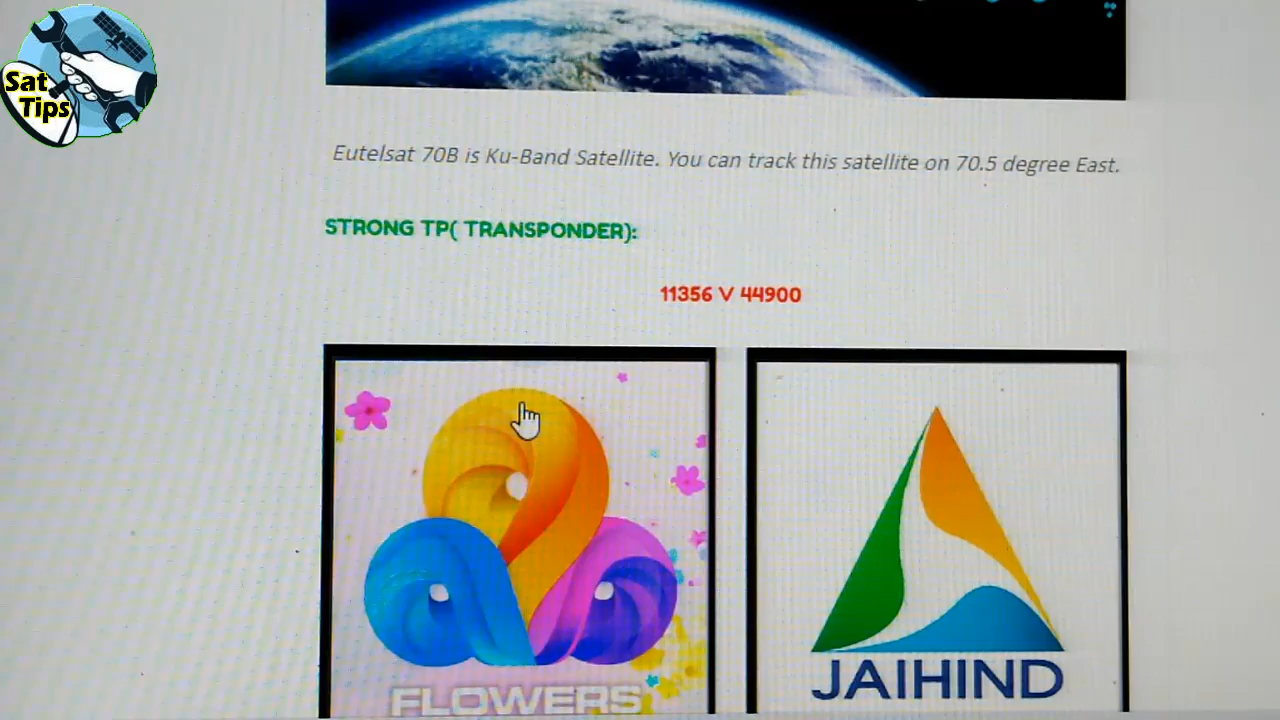 Sat
Tips
Eutelsat 70B is Ku-Band Satellite. You can track this satellite on 70.5 degree East.
STRONG TP( TRANSPONDER):
11356 V 44900
FLOWERS
JAIHIND